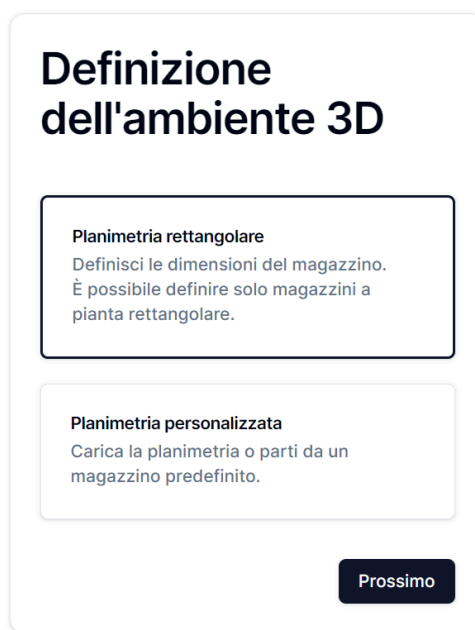 Definizione
dell'ambiente 3D
Planimetria rettangolare
Definisci le dimensioni del magazzino.
È possibile definire solo magazzini a
pianta rettangolare.
Planimetria personalizzata
Carica la planimetria o parti da un
magazzino predefinito.
Prossimo